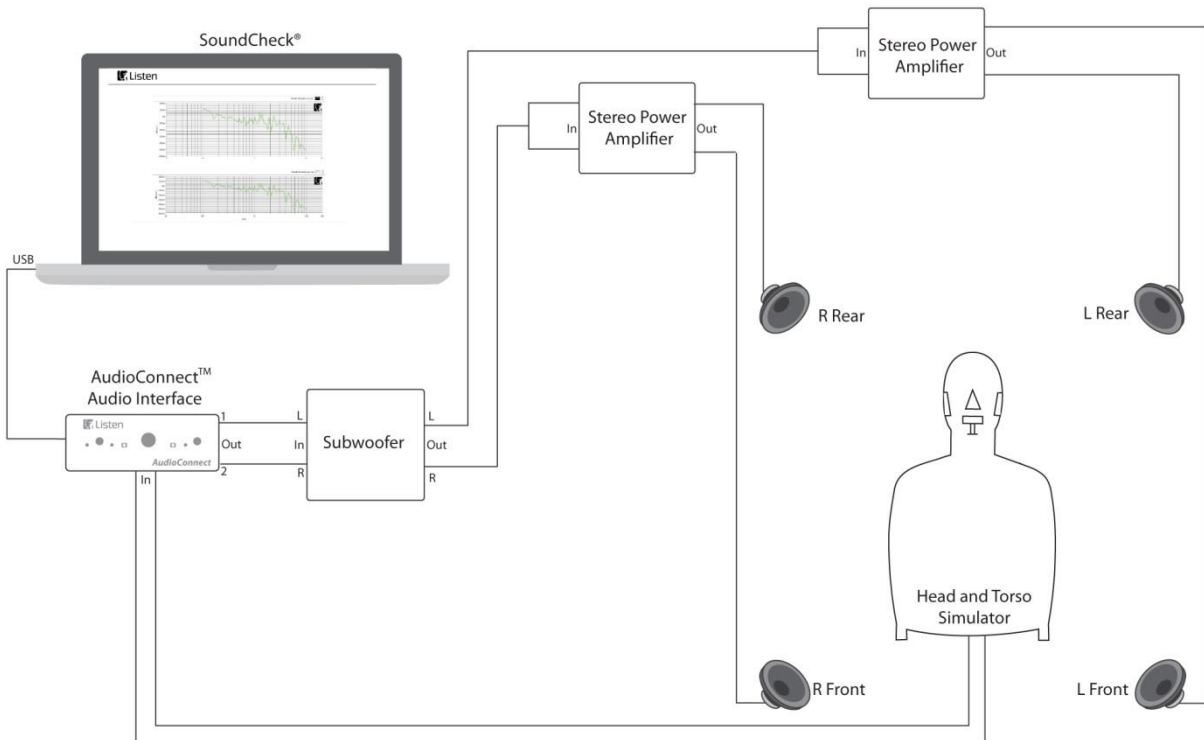 SoundCheck®
Listen
USB
AudioConnect™
Audio Interface
Listen
AudioConnect
1
Out
2
In
L
In
R
Subwoofer
L
Out
R
In
Stereo Power
Amplifier
Out
In
Stereo Power
Amplifier
Out
R Rear
L Rear
Head and Torso
Simulator
R Front
L Front